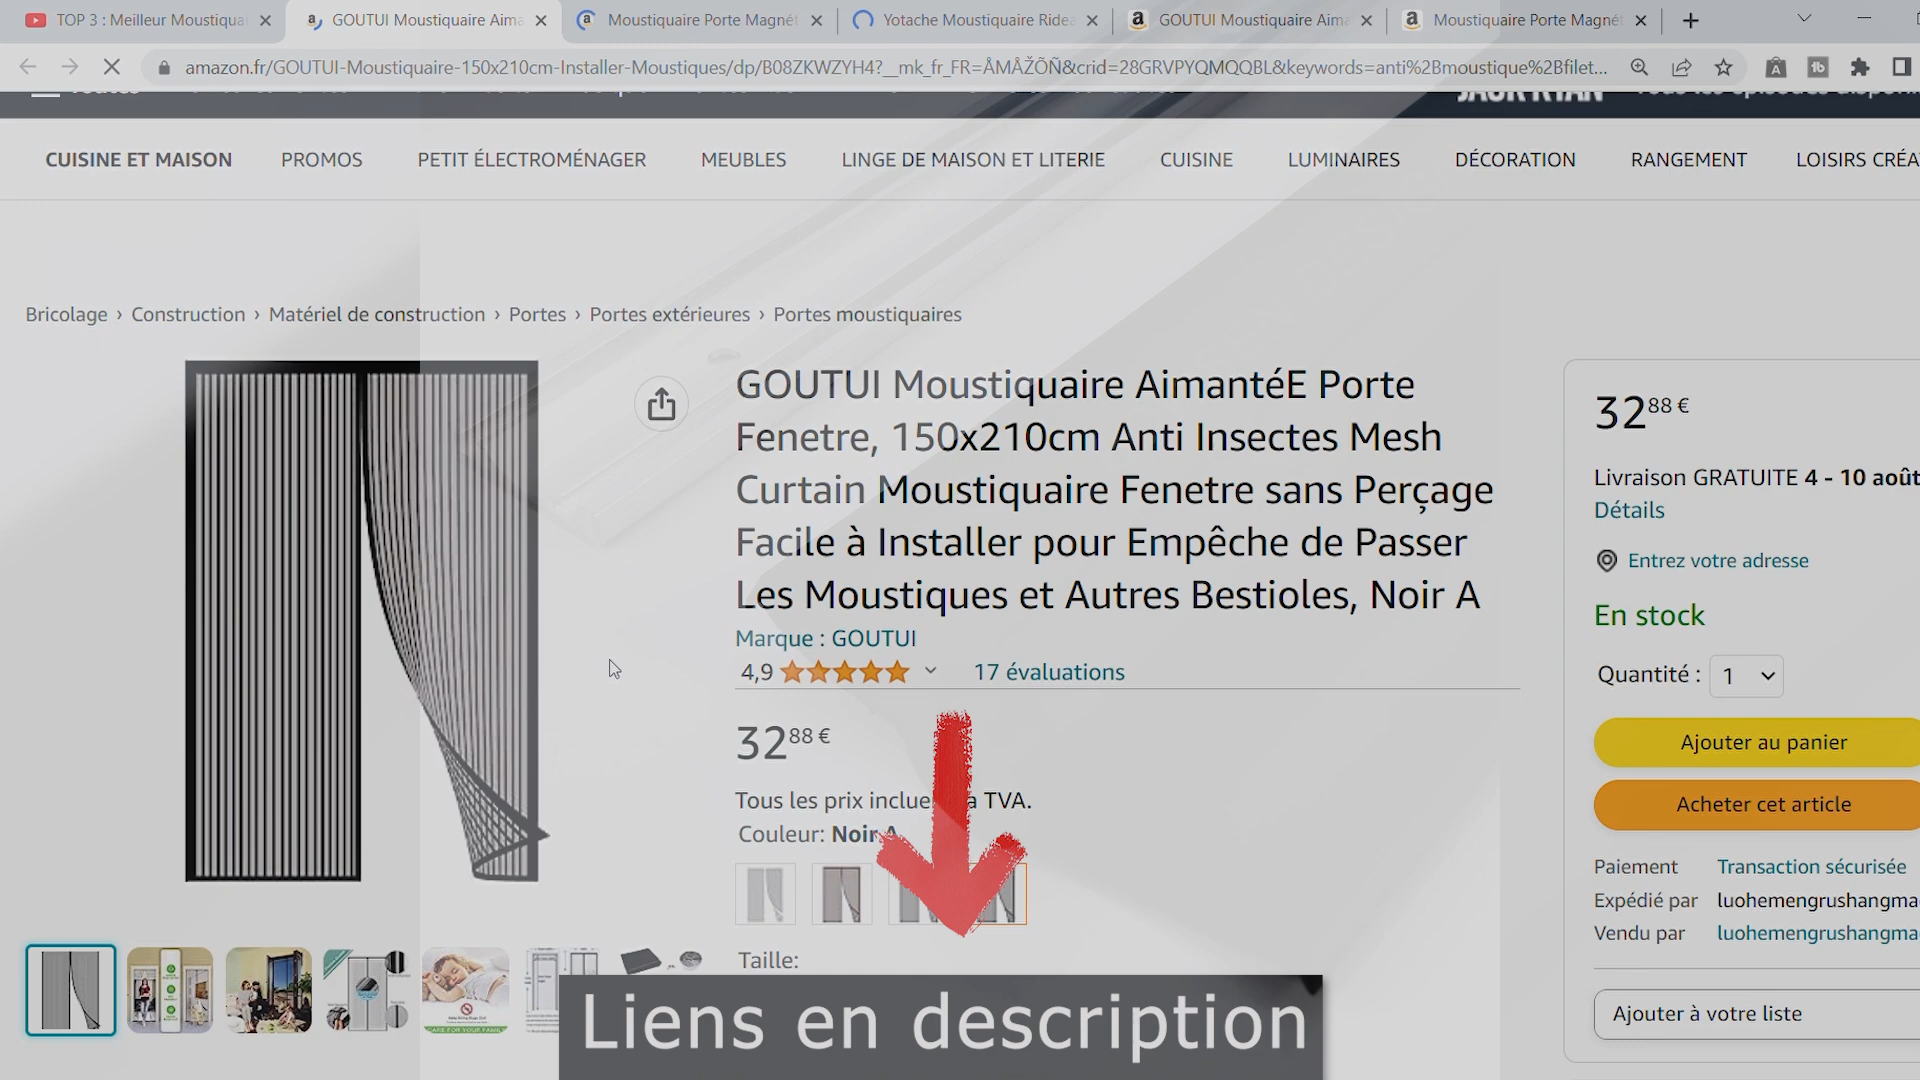 TOP 3 : Meilleur Moustiqua
GOUTUI Moustiquaire Aima
Moustiquaire Porte Magnét
Yotache Moustiquaire Ridea
GOUTUI Moustiquaire Aima
Moustiquaire Porte Magnét
amazon.fr/GOUTUI-Moustiquaire-150x210cm-Installer-Moustiques/dp/B08ZKWZYH4?__mk_fr_FR=ÅMÅŽÕÑ&crid=28GRVPYQMQQBL&keywords=anti%2Bmoustique%2Bfilet...
CUISINE ET MAISON
PROMOS
PETIT ÉLECTROMÉNAGER
MEUBLES
LINGE DE MAISON ET LITERIE
CUISINE
LUMINAIRES
DÉCORATION
RANGEMENT
LOISIRS CRÉA
Bricolage › Construction › Matériel de construction › Portes › Portes extérieures › Portes moustiquaires
GOUTUI Moustiquaire AimantéE Porte
Fenetre, 150x210cm Anti Insectes Mesh
Curtain Moustiquaire Fenetre sans Perçage
Facile à Installer pour Empêche de Passer
Les Moustiques et Autres Bestioles, Noir A
Marque : GOUTUI
4,9
17 évaluations
32 88 €
Tous les prix inclue a TVA.
Couleur: Noir A
Taille:
32 88 €
Livraison GRATUITE 4 - 10 août
Détails
Entrez votre adresse
En stock
Quantité : 1
Ajouter au panier
Acheter cet article
Paiement Transaction sécurisée
Expédié par luohemengrushangma
Vendu par luohemengrushangma
Ajouter à votre liste
Liens en description